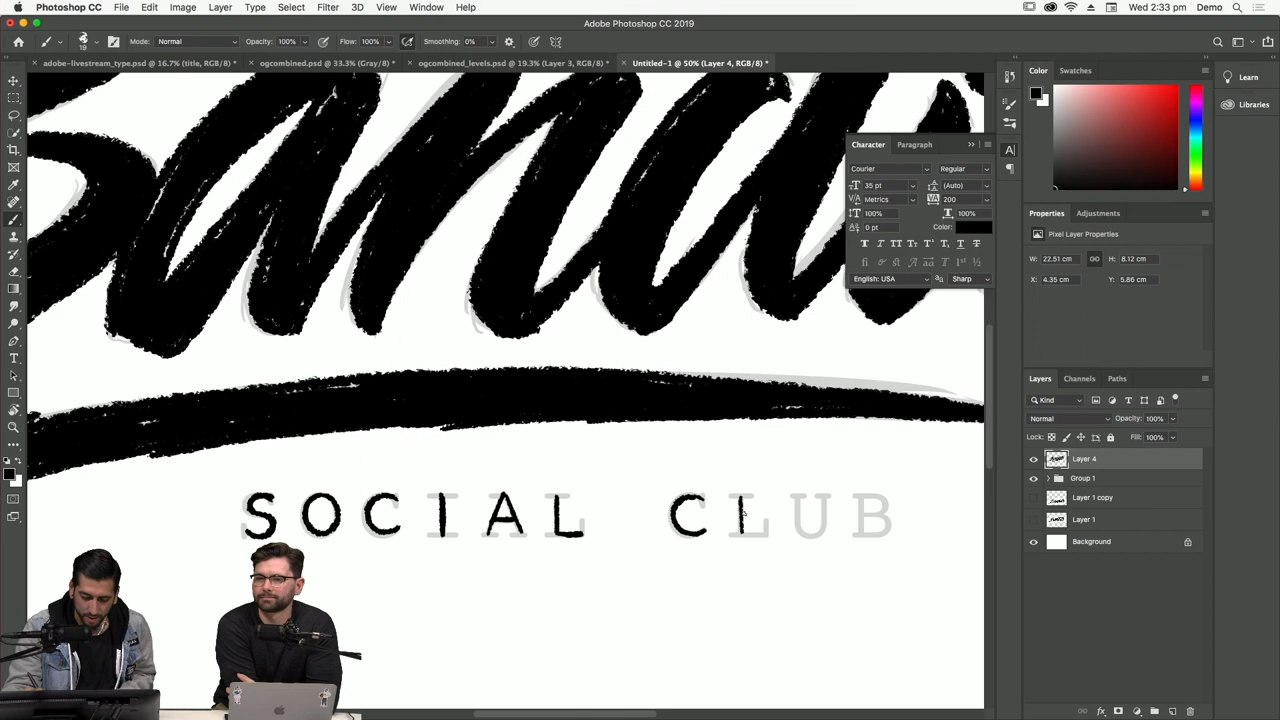 Photoshop CC File Edit Image Layer Type Select Filter 3D View Window Help
Wed 2:33 pm Demo
Adobe Photoshop CC 2019
19 Mode: Normal Opacity: 100% Flow: 100% Smoothing: 0%
adobe-livestream_type.psd @ 16.7% (title, RGB/8) *
ogcombined.psd @ 33.3% (Gray/8) *
ogcombined_levels.psd @ 19.3% (Layer 3, RGB/8) *
Untitled-1 @ 50% (Layer 4, RGB/8) *
Color Swatches
Learn
Libraries
Character Paragraph
Courier Regular
35 pt (Auto)
Metrics 200
100% 100%
0 pt Color:
English: USA Sharp
Properties Adjustments
Pixel Layer Properties
W: 22.51 cm H: 8.12 cm
X: 4.35 cm Y: 5.86 cm
Layers Channels Paths
Kind
Normal Opacity: 100%
Lock: Fill: 100%
Layer 4
Group 1
Layer 1 copy
Layer 1
Background
SOCIAL CLUB